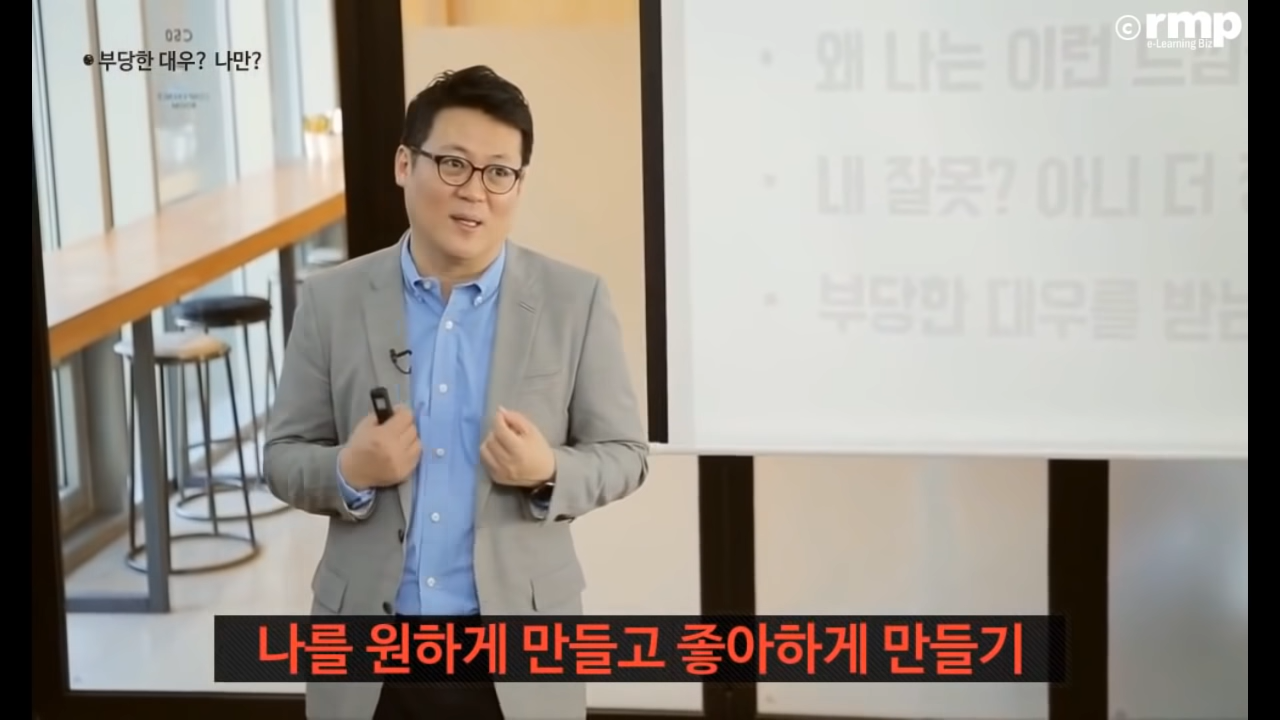 부당한 대우? 나만?
© rmp
e-Learning Biz
왜 나는 이런
내 잘못? 아니 더
부당한 대우를
나를 원하게 만들고 좋아하게 만들기